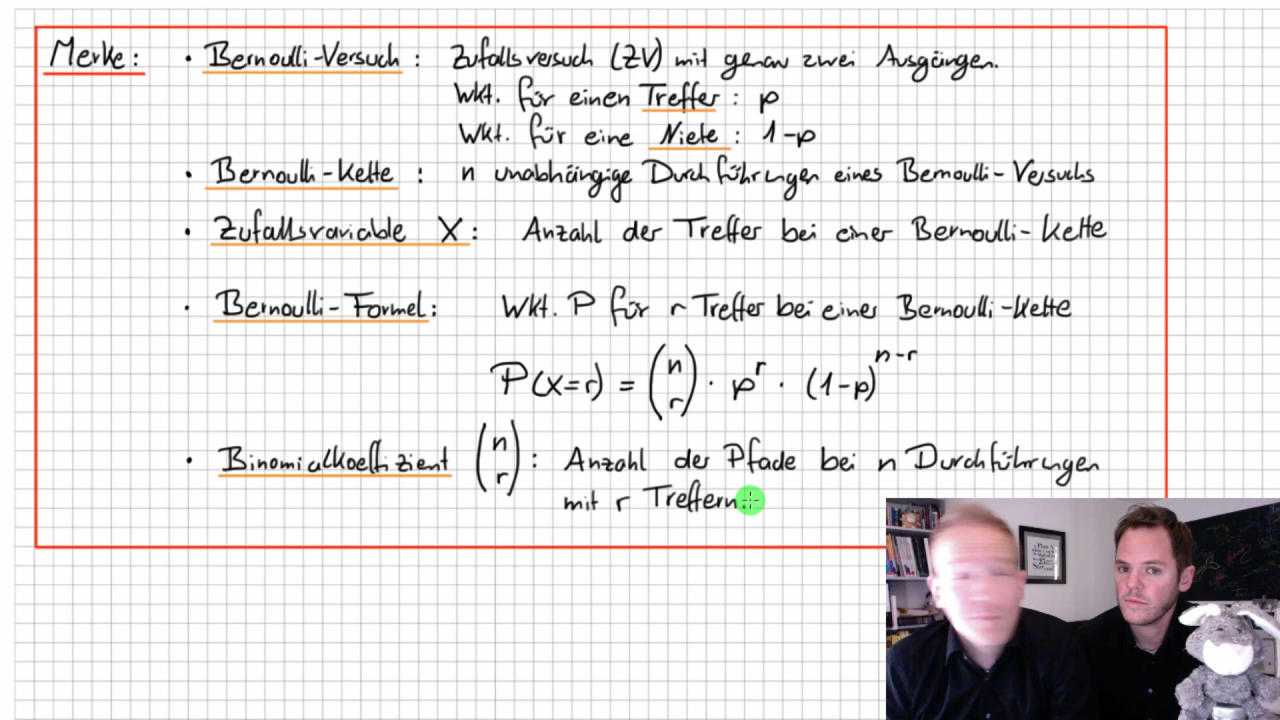 Merke: • Bernoulli-Versuch: Zufallsversuch (ZV) mit genau zwei Ausgängen.
Wkt. für einen Treffer: p
Wkt. für eine Niete: 1-p
• Bernoulli-Kette: n unabhängige Durchführungen eines Bernoulli-Versuchs
• Zufallsvariable X: Anzahl der Treffer bei einer Bernoulli-Kette
• Bernoulli-Formel: Wkt. P für r Treffer bei einer Bernoulli-Kette
P(X=r) = (n r) · p^r · (1-p)^(n-r)
• Binomialkoeffizient (n r): Anzahl der Pfade bei n Durchführungen
mit r Treffern.